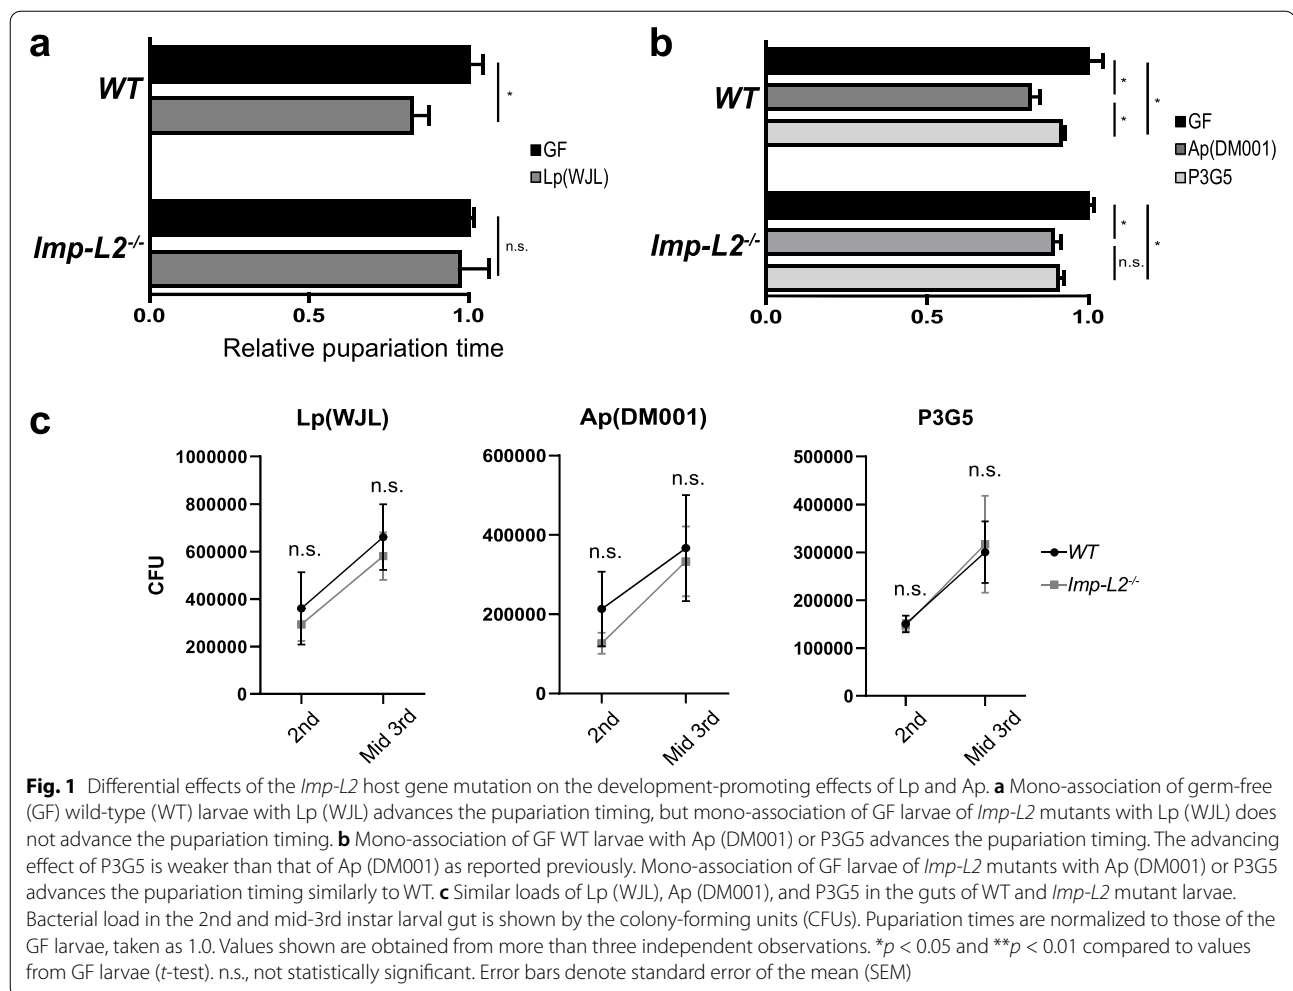 a
WT
*
GF
Lp(WJL)
Imp-L2-/-
n.s.
0.0
0.5
1.0
Relative pupariation time
b
WT
*
*
*
GF
Ap(DM001)
P3G5
Imp-L2-/-
*
n.s.
*
0.0
0.5
1.0
c
Lp(WJL)
CFU
1000000
800000
600000
400000
200000
0
n.s.
n.s.
2nd
Mid 3rd
Ap(DM001)
600000
400000
200000
0
n.s.
n.s.
2nd
Mid 3rd
P3G5
500000
400000
300000
200000
100000
0
n.s.
n.s.
2nd
Mid 3rd
WT
Imp-L2-/-
Fig. 1 Differential effects of the Imp-L2 host gene mutation on the development-promoting effects of Lp and Ap. a Mono-association of germ-free
(GF) wild-type (WT) larvae with Lp (WJL) advances the pupariation timing, but mono-association of GF larvae of Imp-L2 mutants with Lp (WJL) does
not advance the pupariation timing. b Mono-association of GF WT larvae with Ap (DM001) or P3G5 advances the pupariation timing. The advancing
effect of P3G5 is weaker than that of Ap (DM001) as reported previously. Mono-association of GF larvae of Imp-L2 mutants with Ap (DM001) or P3G5
advances the pupariation timing similarly to WT. c Similar loads of Lp (WJL), Ap (DM001), and P3G5 in the guts of WT and Imp-L2 mutant larvae.
Bacterial load in the 2nd and mid-3rd instar larval gut is shown by the colony-forming units (CFUs). Pupariation times are normalized to those of the
GF larvae, taken as 1.0. Values shown are obtained from more than three independent observations. *p < 0.05 and **p < 0.01 compared to values
from GF larvae (t-test). n.s., not statistically significant. Error bars denote standard error of the mean (SEM)